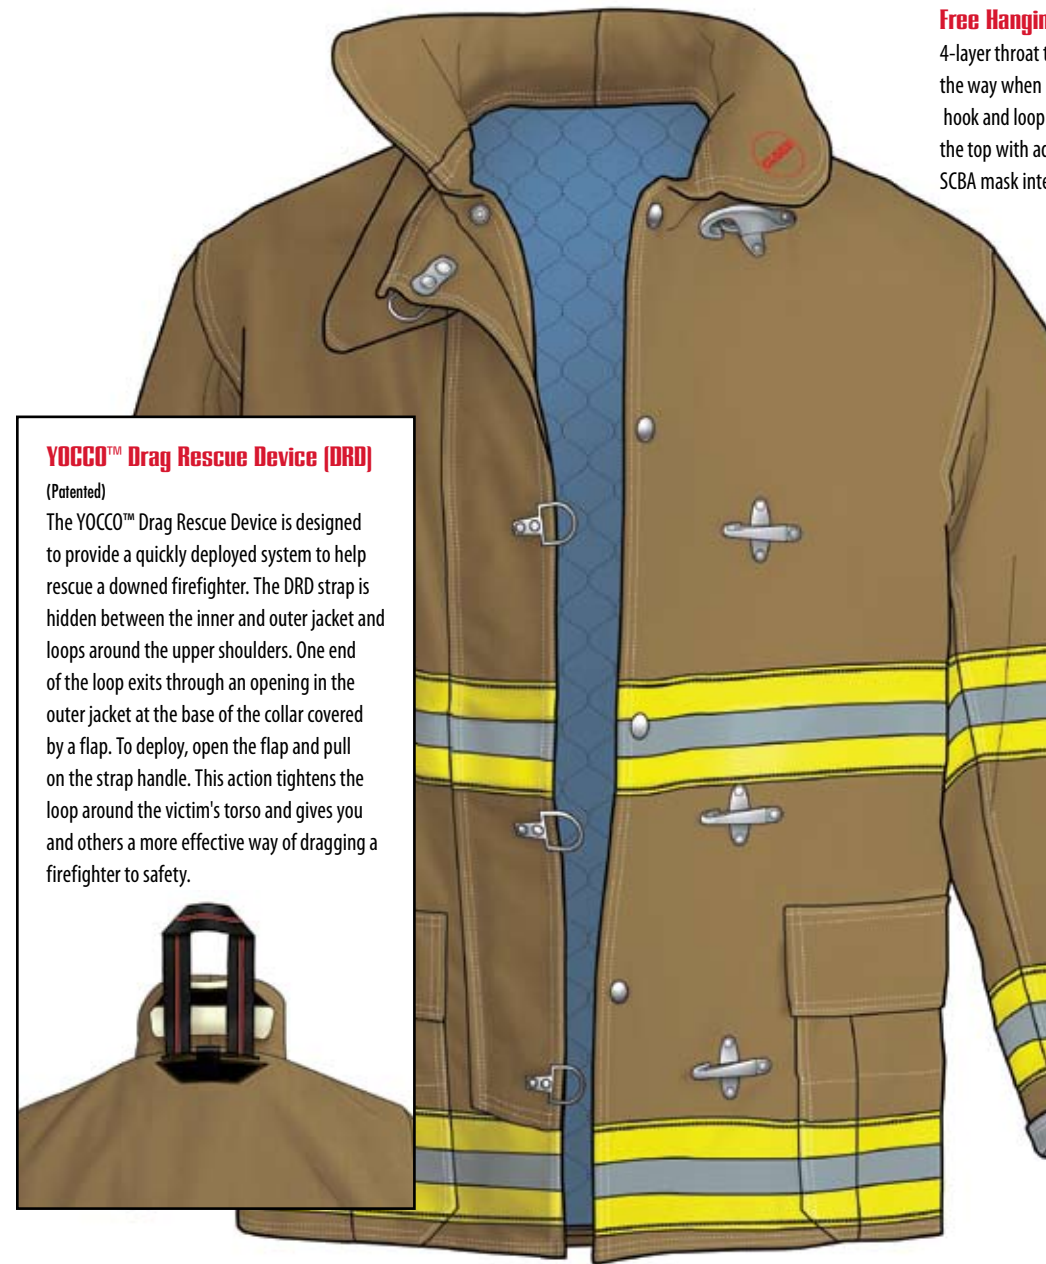 YOCCO™ Drag Rescue Device (DRD)
(Patented)
The YOCCO™ Drag Rescue Device is designed
to provide a quickly deployed system to help
rescue a downed firefighter. The DRD strap is
hidden between the inner and outer jacket and
loops around the upper shoulders. One end
of the loop exits through an opening in the
outer jacket at the base of the collar covered
by a flap. To deploy, open the flap and pull
on the strap handle. This action tightens the
loop around the victim's torso and gives you
and others a more effective way of dragging a
firefighter to safety.
Free
4-layer throat
the way when
hook and loop
the top with
SCBA mask